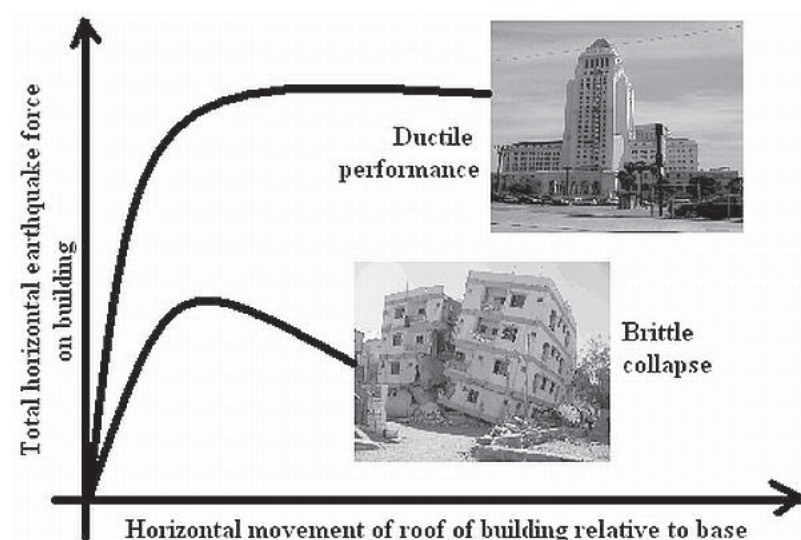 Total horizontal earthquake force
on building
Ductile
performance
Brittle
collapse
Horizontal movement of roof of building relative to base